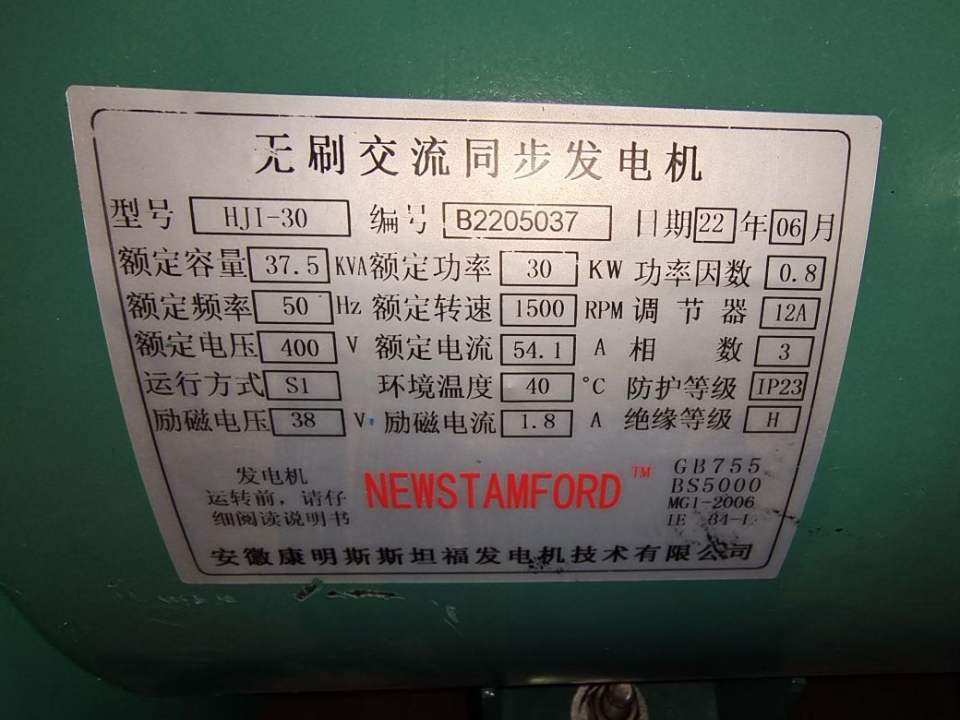 无刷交流同步发电机
型号 HJI-30 编号 B2205037 日期 22 年 06 月
额定容量 37.5 KVA 额定功率 30 KW 功率因数 0.8
额定频率 50 Hz 额定转速 1500 RPM 调节器 12A
额定电压 400 V 额定电流 54.1 A 相数 3
运行方式 S1 环境温度 40 °C 防护等级 IP23
励磁电压 38 V 励磁电流 1.8 A 绝缘等级 H
发电机
运转前，请仔
细阅读说明书
NEWSTAMFORD™
GB755
BS5000
MG1-2006
安徽康明斯斯坦福发电机技术有限公司